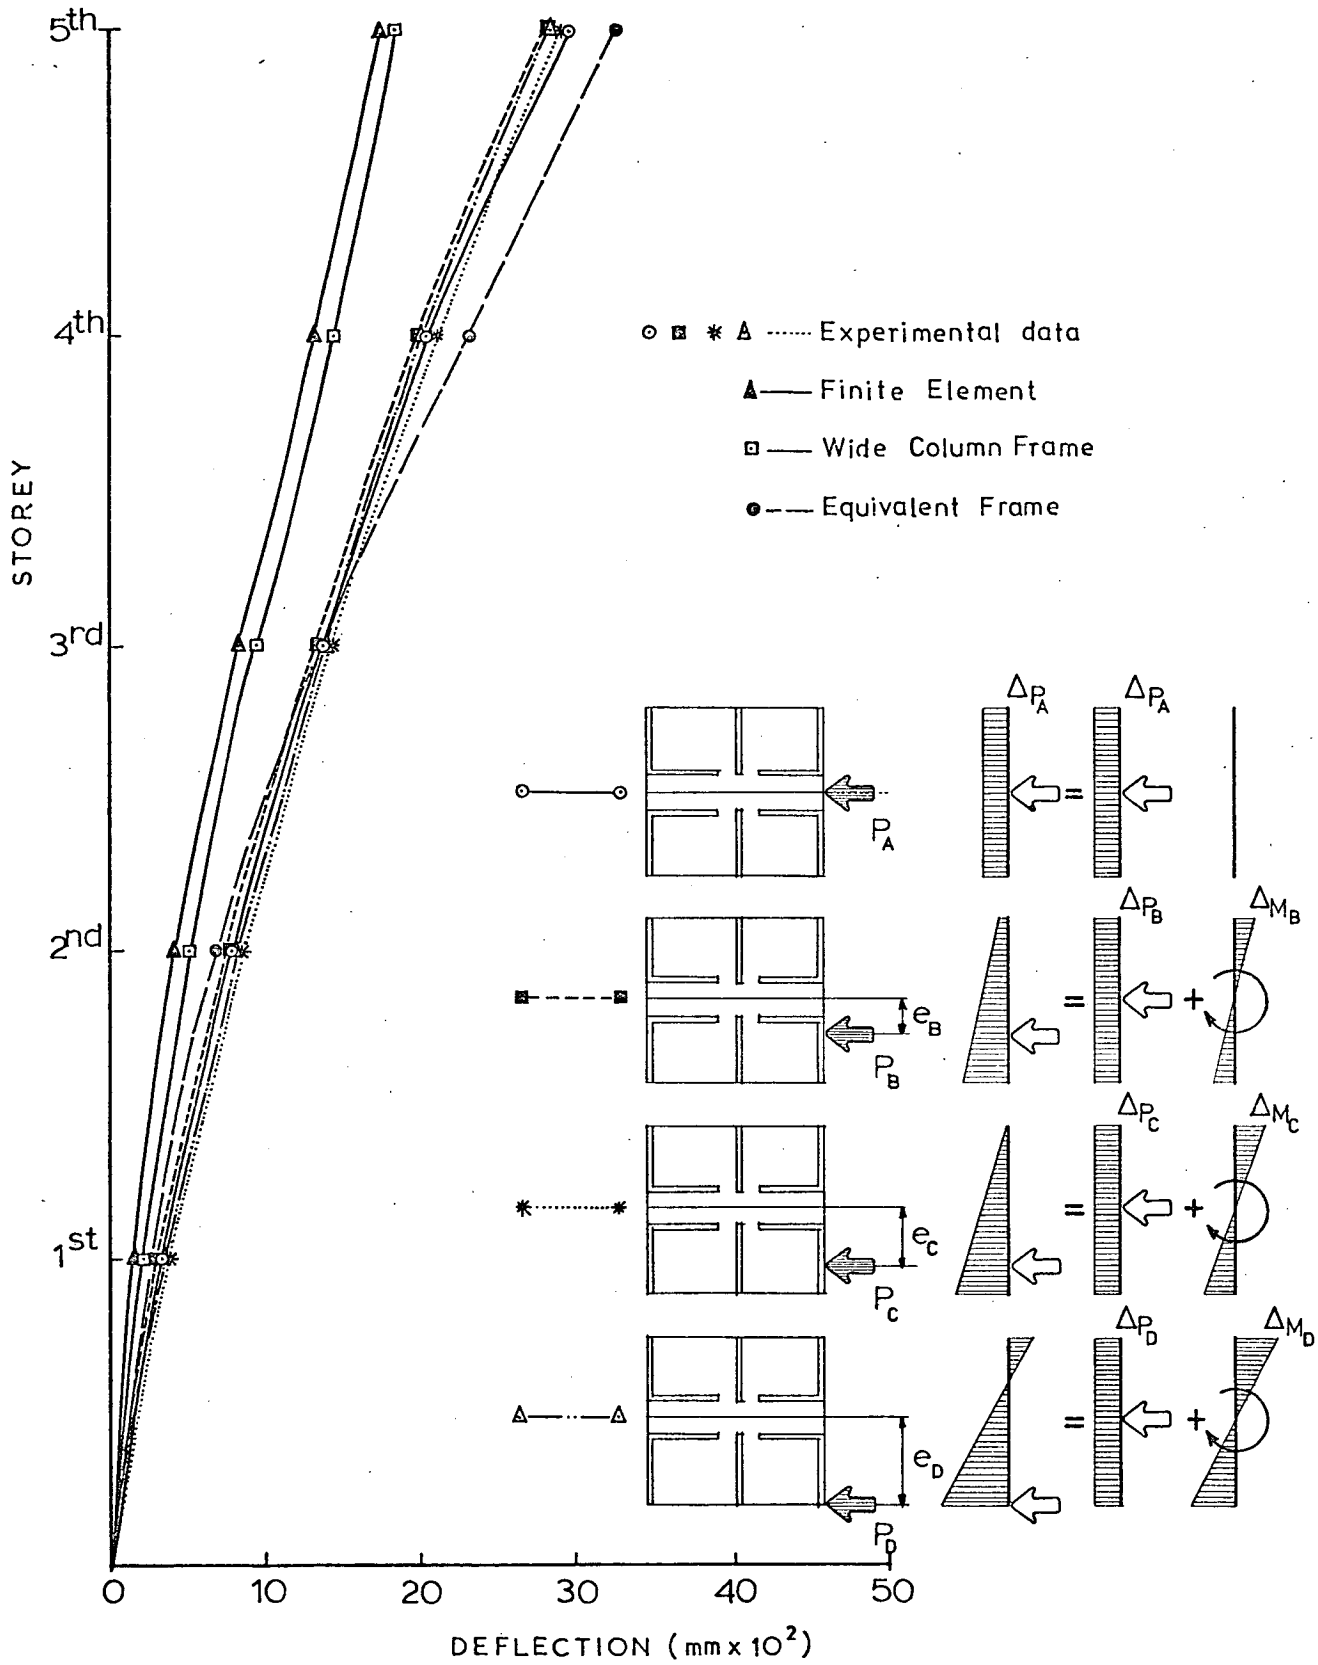 5th
4th
Experimental data
Finite Element
Wide Column Frame
Equivalent Frame
STOREY
3rd
ΔPA ΔPA
= 
PA
2nd
ΔPB ΔMB
eB
= +
PB
ΔPC ΔMC
1st
eC
= +
PC
ΔPD ΔMD
eD
= +
PD
0 10 20 30 40 50
DEFLECTION (mm x 10²)